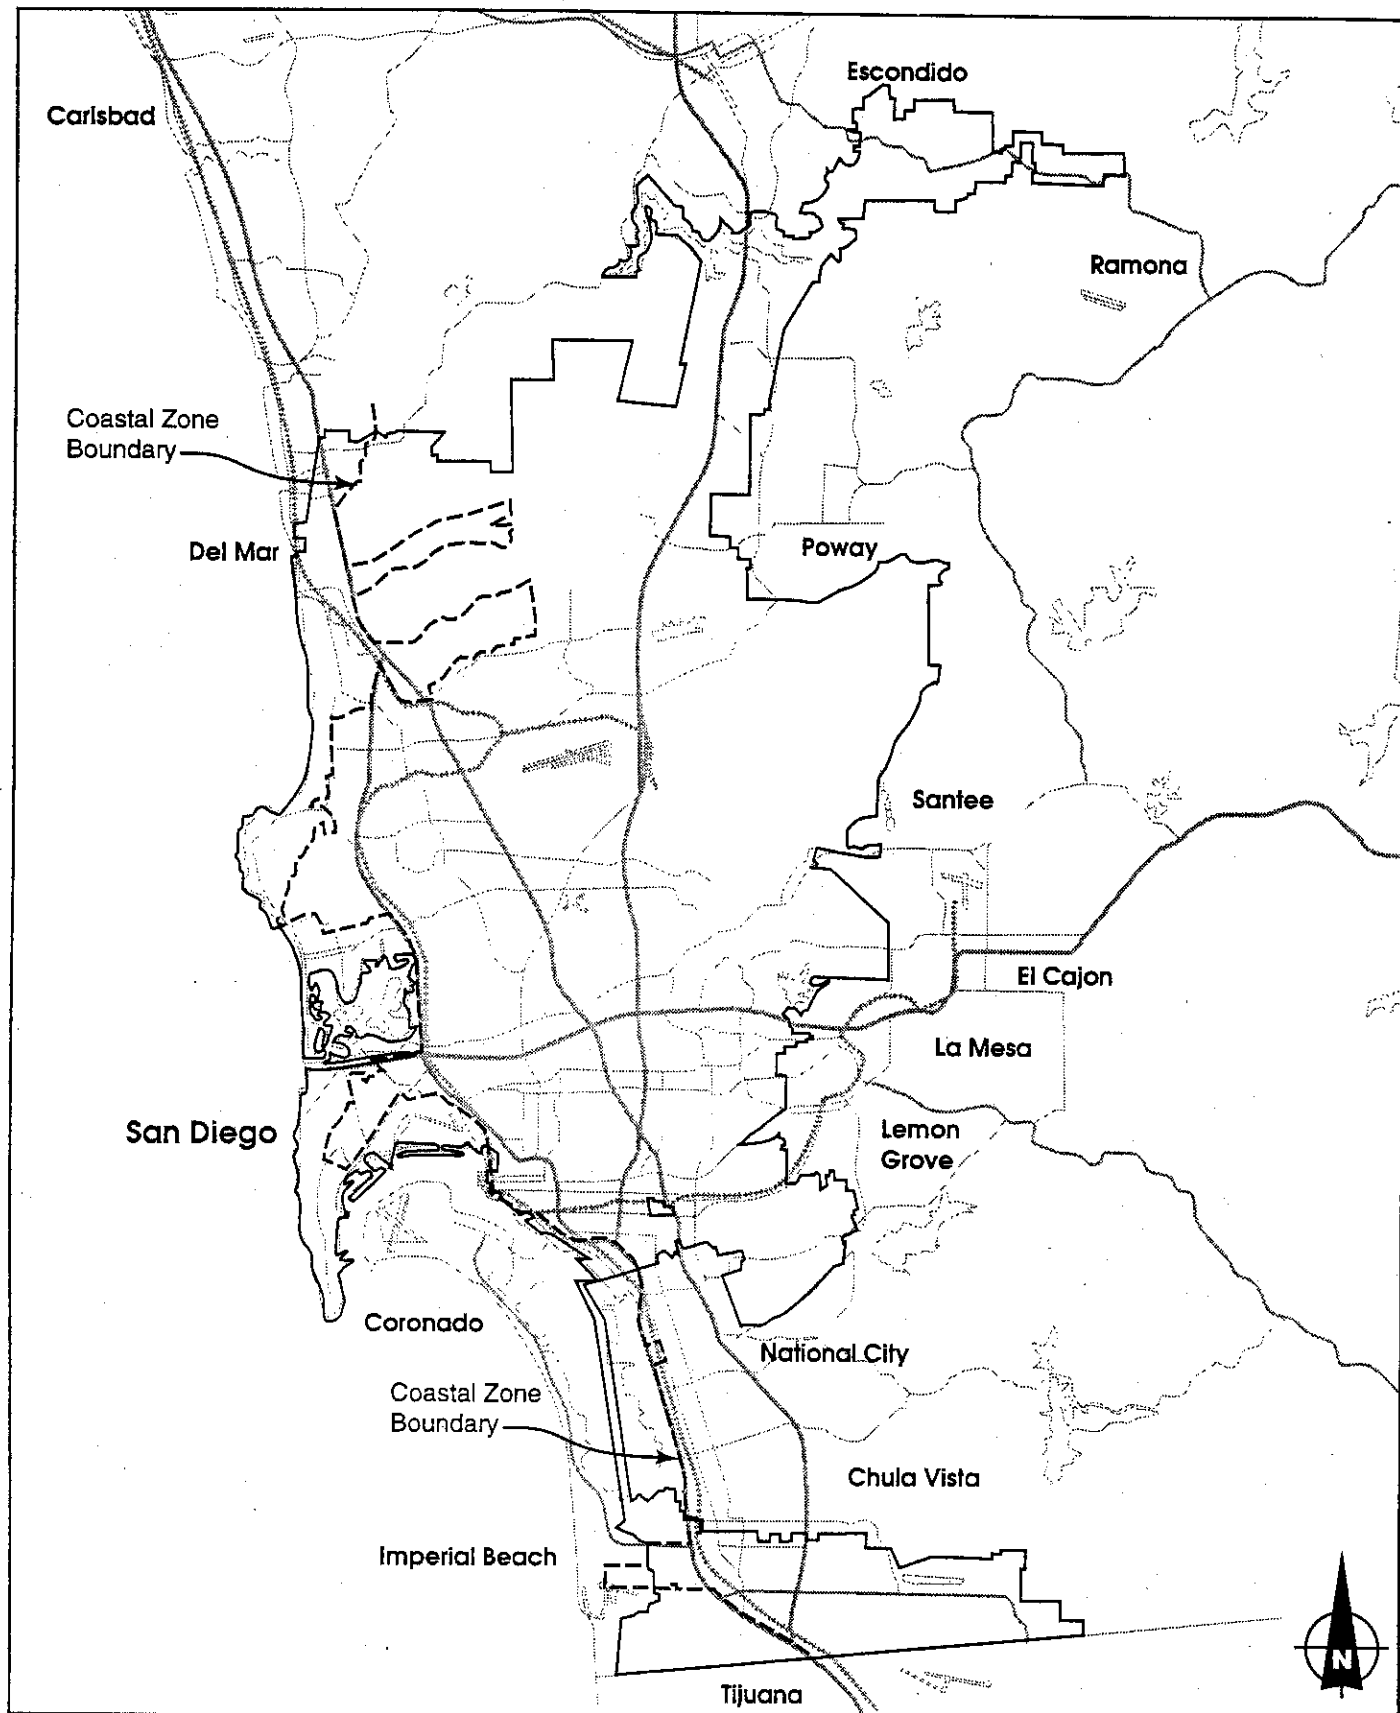 Escondido
Carlsbad
Ramona
Coastal Zone
Boundary
Del Mar
Poway
Santee
El Cajon
La Mesa
San Diego
Lemon
Grove
Coronado
National City
Coastal Zone
Boundary
Chula Vista
Imperial Beach
N
Tijuana